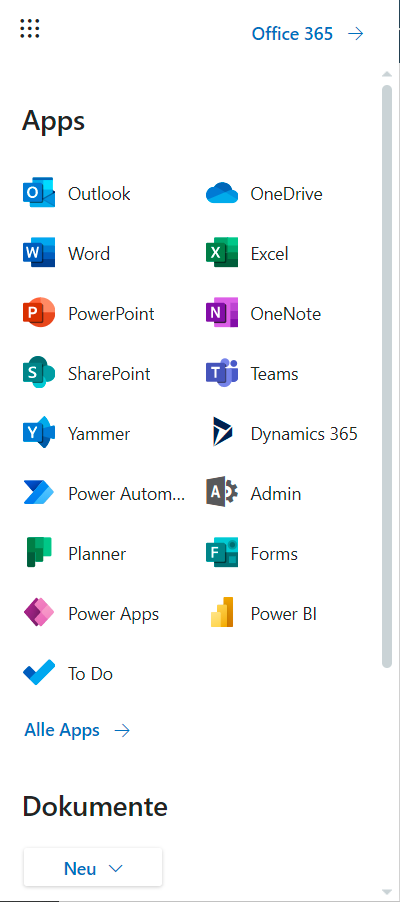 Office 365 →
Apps
Outlook OneDrive
Word Excel
PowerPoint OneNote
SharePoint Teams
Yammer Dynamics 365
Power Autom... Admin
Planner Forms
Power Apps Power BI
To Do
Alle Apps →
Dokumente
Neu